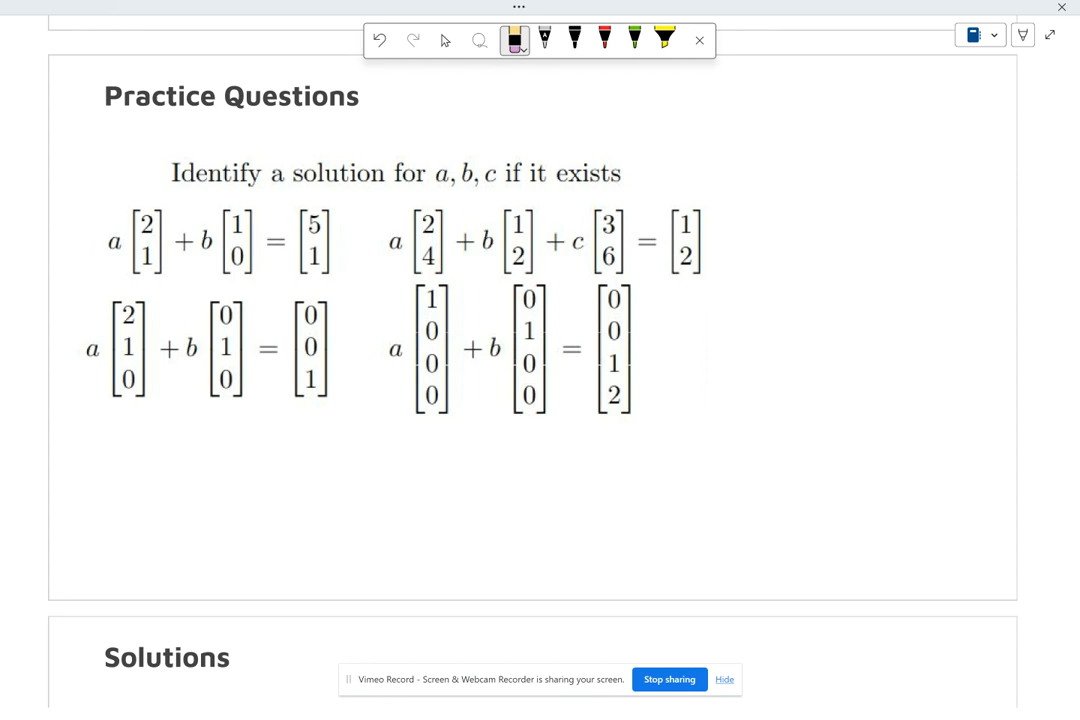 Practice Questions
Identify a solution for a, b, c if it exists
a [2 1] + b [1 0] = [5 1]
a [2 4] + b [1 2] + c [3 6] = [1 2]
a [2 1 0] + b [0 1 0] = [0 0 1]
a [1 0 0 0] + b [0 1 0 0] = [0 0 1 2]
Solutions
Vimeo Record - Screen & Webcam Recorder is sharing your screen. Stop sharing Hide